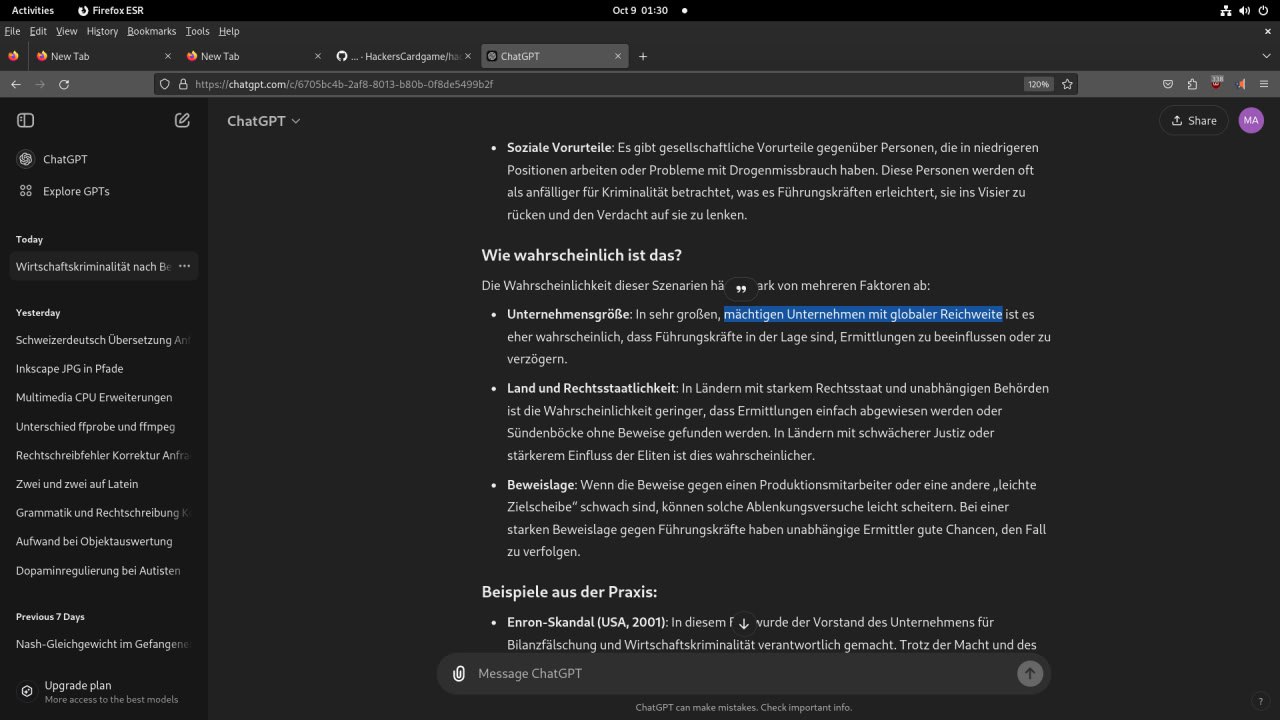 Activities Firefox ESR Oct 9 01:30
File Edit View History Bookmarks Tools Help
New Tab New Tab ... · HackersCardgame/ha ChatGPT
https://chatgpt.com/c/6705bc4b-2af8-8013-b80b-0f8de5499b2f 120% 338
ChatGPT
Explore GPTs
Today
Wirtschaftskriminalität nach Be
Yesterday
Schweizerdeutsch Übersetzung Anf
Inkscape JPG in Pfade
Multimedia CPU Erweiterungen
Unterschied ffprobe und ffmpeg
Rechtschreibfehler Korrektur Anfra
Zwei und zwei auf Latein
Grammatik und Rechtschreibung K
Aufwand bei Objektauswertung
Dopaminregulierung bei Autisten
Previous 7 Days
Nash-Gleichgewicht im Gefangene
Upgrade plan
More access to the best models
ChatGPT Share MA
• Soziale Vorurteile: Es gibt gesellschaftliche Vorurteile gegenüber Personen, die in niedrigeren
Positionen arbeiten oder Probleme mit Drogenmissbrauch haben. Diese Personen werden oft
als anfälliger für Kriminalität betrachtet, was es Führungskräften erleichtert, sie ins Visier zu
rücken und den Verdacht auf sie zu lenken.
Wie wahrscheinlich ist das?
Die Wahrscheinlichkeit dieser Szenarien hä ark von mehreren Faktoren ab:
• Unternehmensgröße: In sehr großen, mächtigen Unternehmen mit globaler Reichweite ist es
eher wahrscheinlich, dass Führungskräfte in der Lage sind, Ermittlungen zu beeinflussen oder zu
verzögern.
• Land und Rechtsstaatlichkeit: In Ländern mit starkem Rechtsstaat und unabhängigen Behörden
ist die Wahrscheinlichkeit geringer, dass Ermittlungen einfach abgewiesen werden oder
Sündenböcke ohne Beweise gefunden werden. In Ländern mit schwächerer Justiz oder
stärkerem Einfluss der Eliten ist dies wahrscheinlicher.
• Beweislage: Wenn die Beweise gegen einen Produktionsmitarbeiter oder eine andere „leichte
Zielscheibe“ schwach sind, können solche Ablenkungsversuche leicht scheitern. Bei einer
starken Beweislage gegen Führungskräfte haben unabhängige Ermittler gute Chancen, den Fall
zu verfolgen.
Beispiele aus der Praxis:
• Enron-Skandal (USA, 2001): In diesem F wurde der Vorstand des Unternehmens für
Bilanzfälschung und Wirtschaftskriminalität verantwortlich gemacht. Trotz der Macht und des
Message ChatGPT
ChatGPT can make mistakes. Check important info.
?